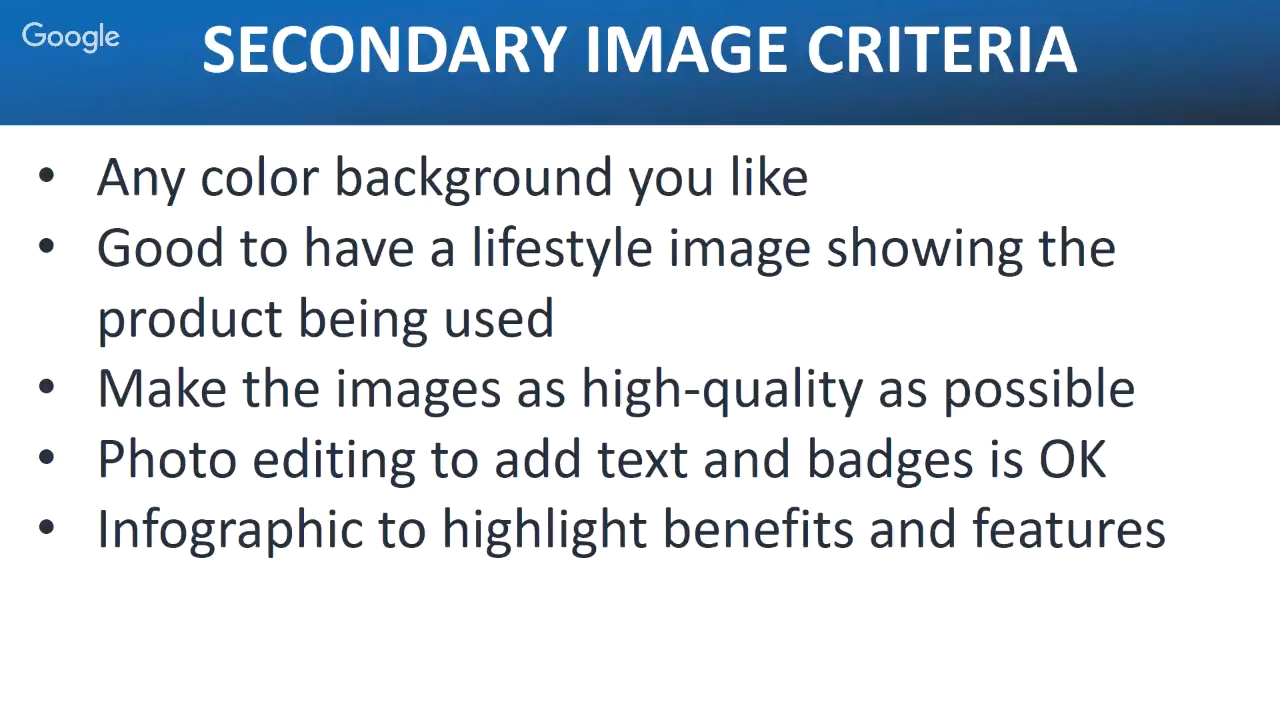 Google
SECONDARY IMAGE CRITERIA
• Any color background you like
• Good to have a lifestyle image showing the
product being used
• Make the images as high-quality as possible
• Photo editing to add text and badges is OK
• Infographic to highlight benefits and features